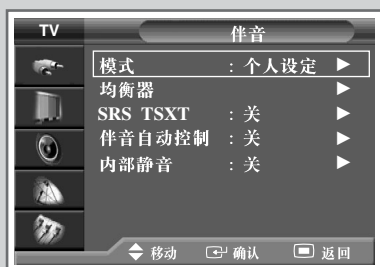 TV 伴音
模式 : 个人设定 ▶
均衡器 ▶
SRS TSXT : 关 ▶
伴音自动控制 : 关 ▶
内部静音 : 关 ▶
移动 确认 返回